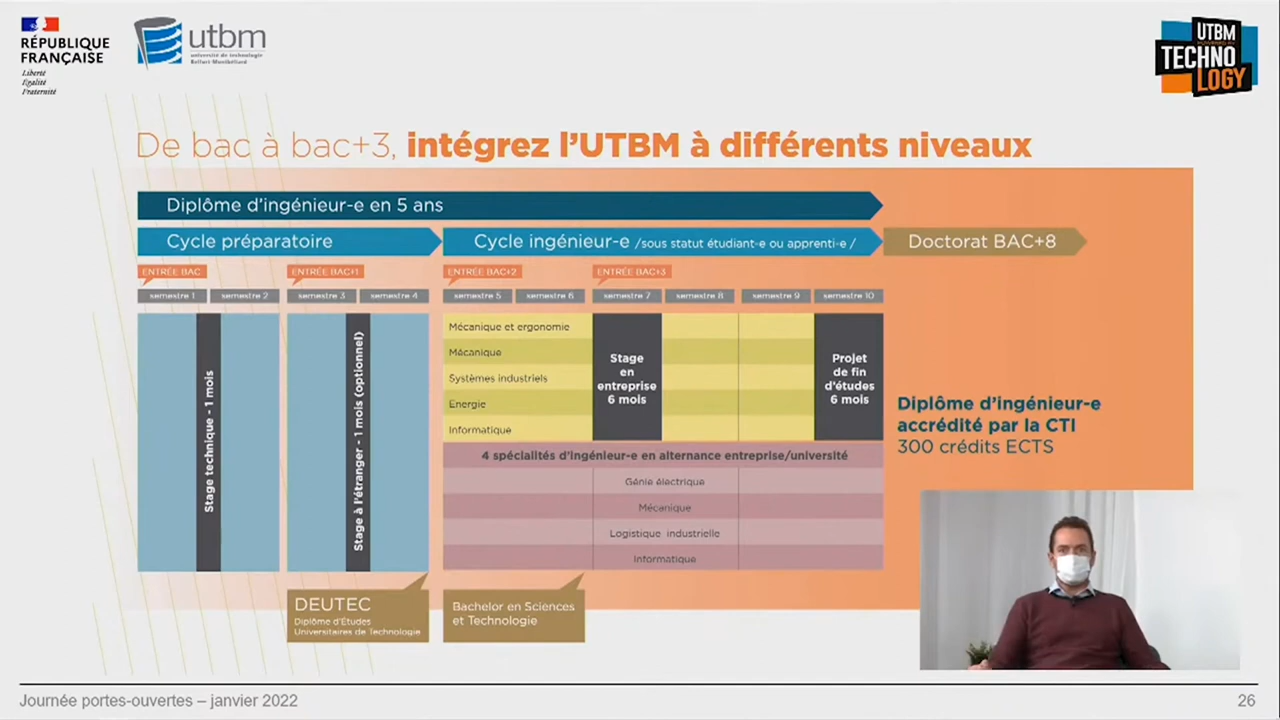 RÉPUBLIQUE
FRANÇAISE
Liberté
Égalité
Fraternité
utbm
université de technologie
Belfort-Montbéliard
UTBM
TECHNO
LOGY
De bac à bac+3, intégrez l'UTBM à différents niveaux
Diplôme d'ingénieur-e en 5 ans
Cycle préparatoire
Cycle ingénieur-e /sous statut étudiant-e ou apprenti-e /
Doctorat BAC+8
ENTRÉE BAC
ENTRÉE BAC+1
ENTRÉE BAC+2
ENTRÉE BAC+3
semestre 1
semestre 2
semestre 3
semestre 4
semestre 5
semestre 6
semestre 7
semestre 8
semestre 9
semestre 10
Stage technique - 1 mois
Stage à l'étranger - 1 mois (optionnel)
Mécanique et ergonomie
Mécanique
Systèmes industriels
Energie
Informatique
Stage
en
entreprise
6 mois
Projet
de fin
d'études
6 mois
4 spécialités d'ingénieur-e en alternance entreprise/université
Génie électrique
Mécanique
Logistique industrielle
Informatique
Diplôme d'ingénieur-e
accrédité par la CTI
300 crédits ECTS
DEUTEC
Diplôme d'Études
Universitaires de Technologie
Bachelor en Sciences
et Technologie
Journée portes-ouvertes – janvier 2022
26